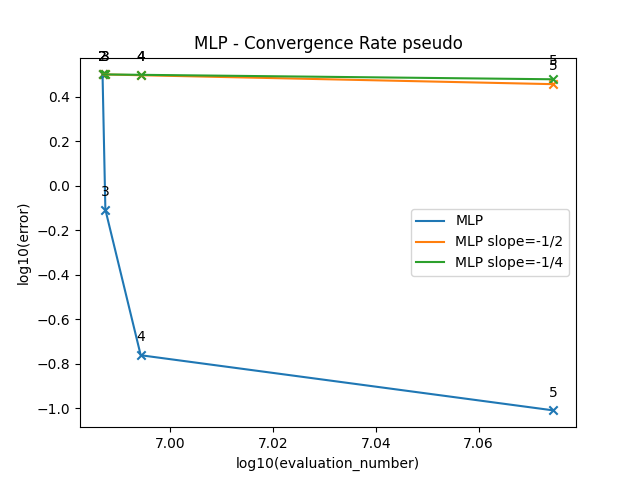 MLP - Convergence Rate pseudo
2 3 4 5
5
3
4
5
0.4
0.2
0.0
−0.2
−0.4
−0.6
−0.8
−1.0
log10(error)
MLP
MLP slope=-1/2
MLP slope=-1/4
7.00 7.02 7.04 7.06
log10(evaluation_number)